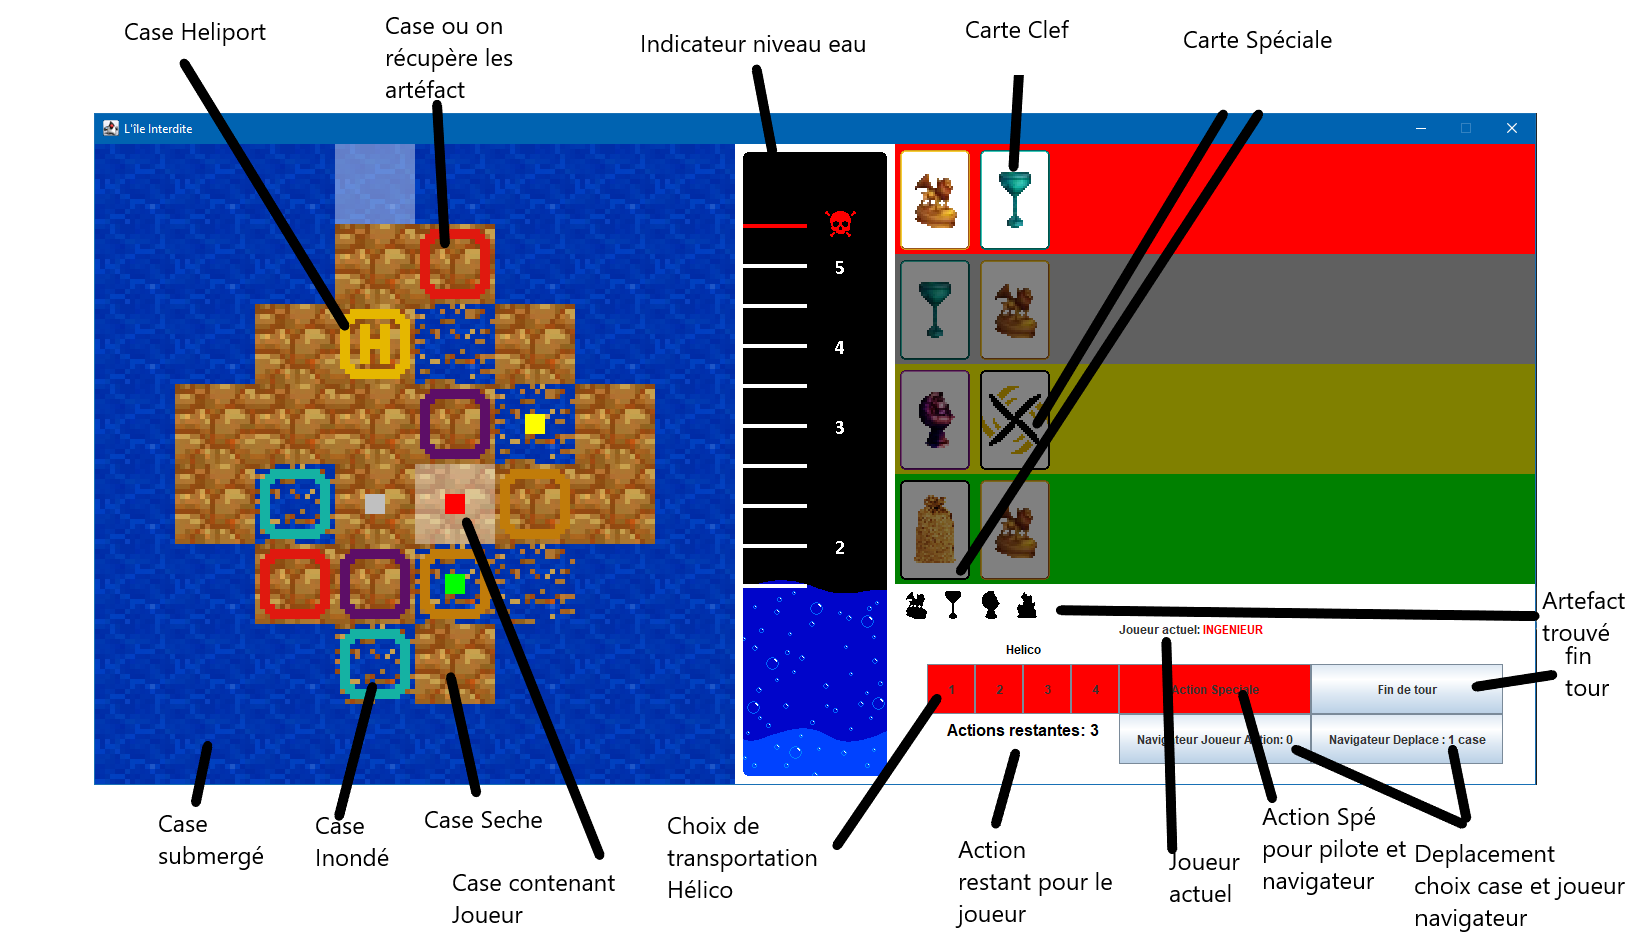 Case Heliport
Case ou on
récupère les
artéfact
Indicateur niveau eau
Carte Clef
Carte Spéciale
L'île Interdite
5
4
3
2
H
Artefact
trouvé
Joueur actuel: INGENIEUR
Helico
1 2 3 4 Action Speciale Fin de tour
fin
tour
Actions restantes: 3
Navigateur Joueur Action: 0 Navigateur Deplace : 1 case
Case
submergé
Case
Inondé
Case Seche
Case contenant
Joueur
Choix de
transportation
Hélico
Action
restant pour le
joueur
Joueur
actuel
Action Spé
pour pilote et
navigateur
Deplacement
choix case et joueur
navigateur